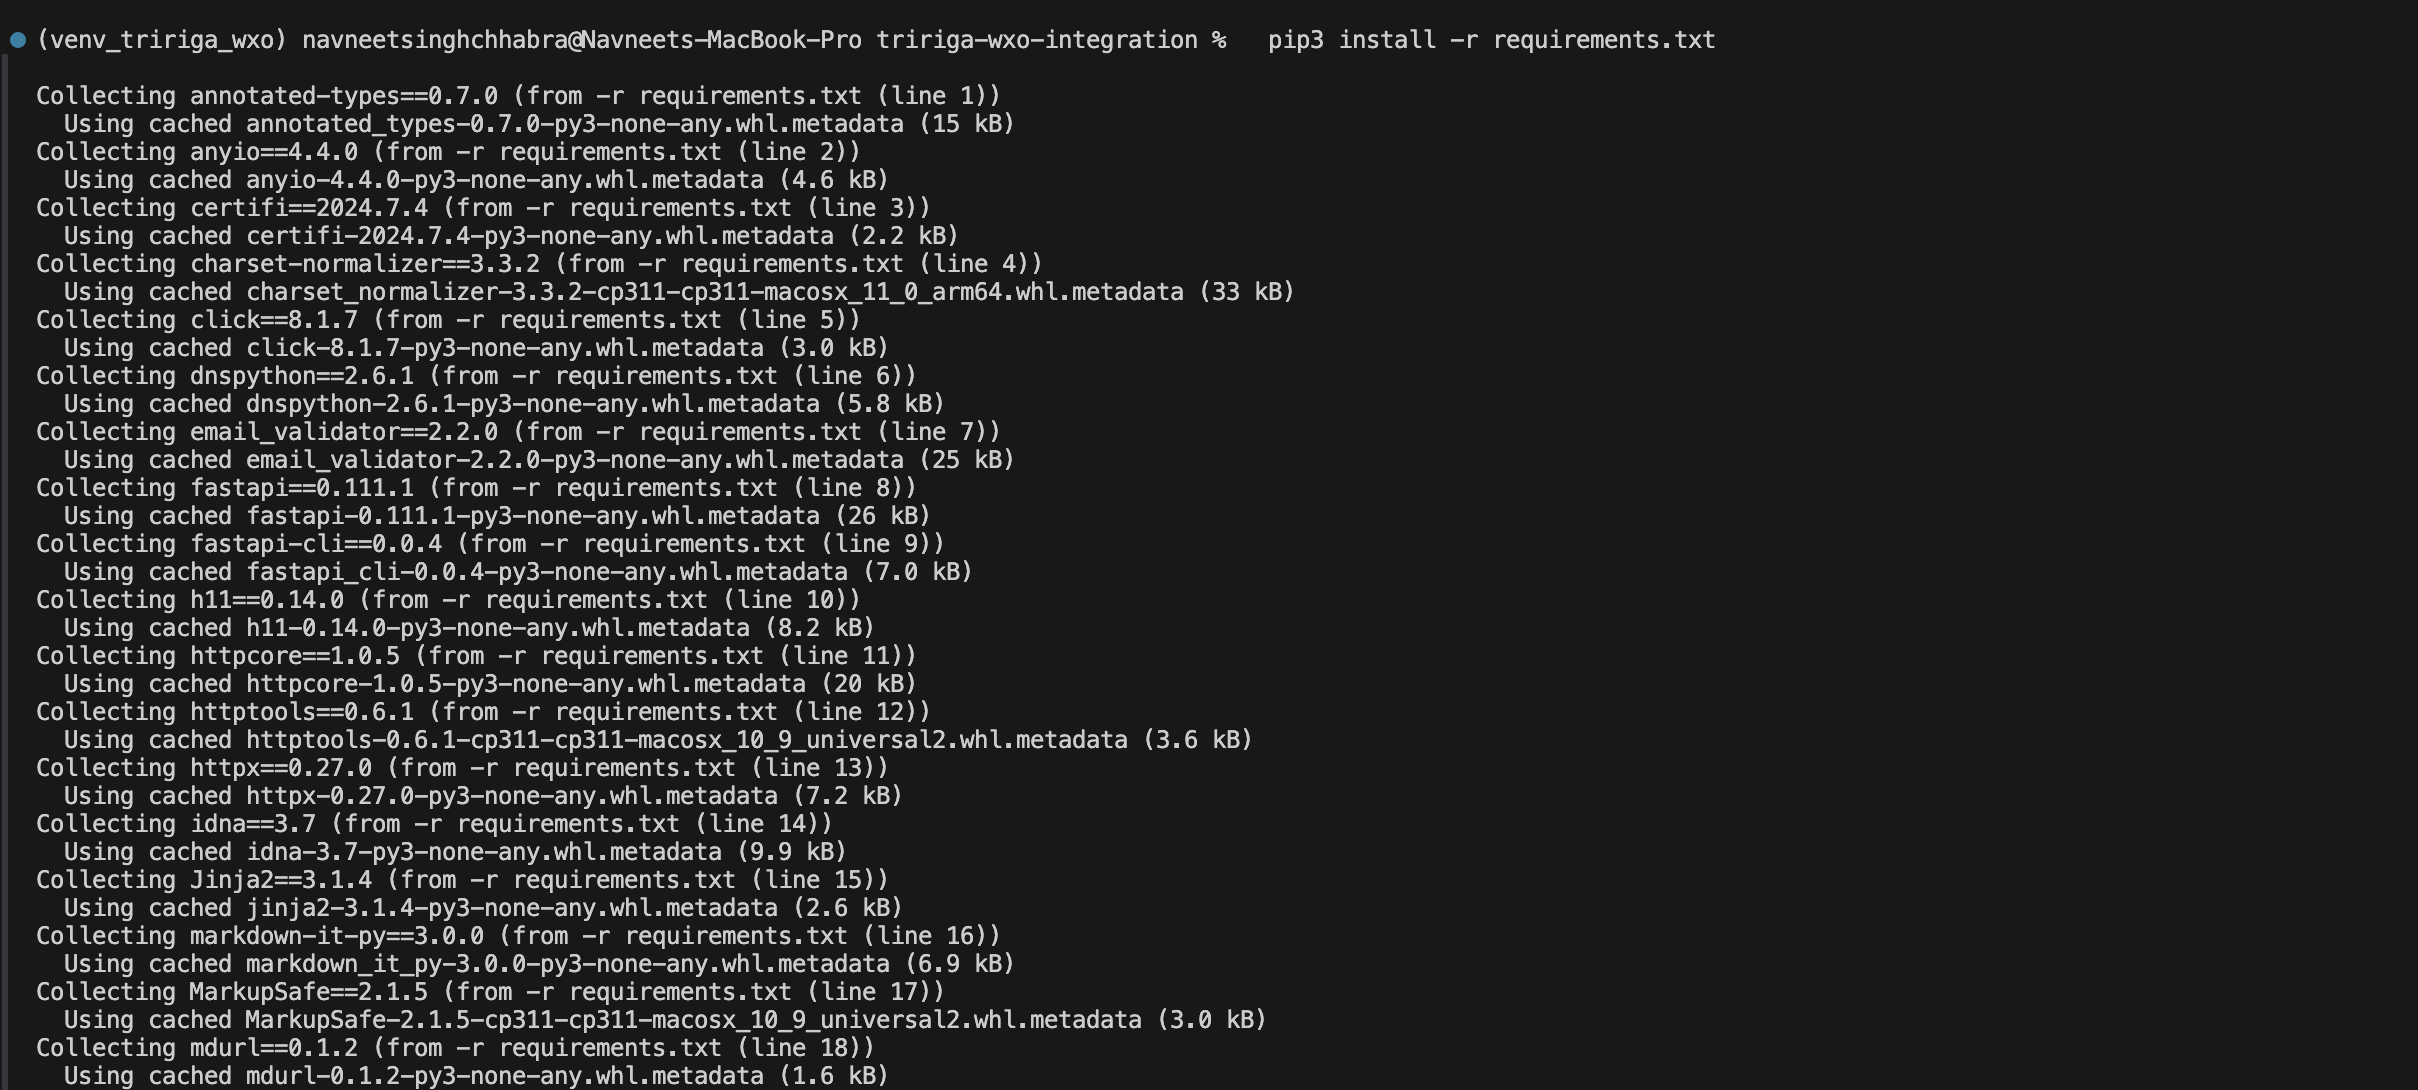 (venv_tririga_wxo) navneetsinghchhabra@Navneets-MacBook-Pro tririga-wxo-integration %   pip3 install -r requirements.txt
Collecting annotated-types==0.7.0 (from -r requirements.txt (line 1))
  Using cached annotated_types-0.7.0-py3-none-any.whl.metadata (15 kB)
Collecting anyio==4.4.0 (from -r requirements.txt (line 2))
  Using cached anyio-4.4.0-py3-none-any.whl.metadata (4.6 kB)
Collecting certifi==2024.7.4 (from -r requirements.txt (line 3))
  Using cached certifi-2024.7.4-py3-none-any.whl.metadata (2.2 kB)
Collecting charset-normalizer==3.3.2 (from -r requirements.txt (line 4))
  Using cached charset_normalizer-3.3.2-cp311-cp311-macosx_11_0_arm64.whl.metadata (33 kB)
Collecting click==8.1.7 (from -r requirements.txt (line 5))
  Using cached click-8.1.7-py3-none-any.whl.metadata (3.0 kB)
Collecting dnspython==2.6.1 (from -r requirements.txt (line 6))
  Using cached dnspython-2.6.1-py3-none-any.whl.metadata (5.8 kB)
Collecting email_validator==2.2.0 (from -r requirements.txt (line 7))
  Using cached email_validator-2.2.0-py3-none-any.whl.metadata (25 kB)
Collecting fastapi==0.111.1 (from -r requirements.txt (line 8))
  Using cached fastapi-0.111.1-py3-none-any.whl.metadata (26 kB)
Collecting fastapi-cli==0.0.4 (from -r requirements.txt (line 9))
  Using cached fastapi_cli-0.0.4-py3-none-any.whl.metadata (7.0 kB)
Collecting h11==0.14.0 (from -r requirements.txt (line 10))
  Using cached h11-0.14.0-py3-none-any.whl.metadata (8.2 kB)
Collecting httpcore==1.0.5 (from -r requirements.txt (line 11))
  Using cached httpcore-1.0.5-py3-none-any.whl.metadata (20 kB)
Collecting httptools==0.6.1 (from -r requirements.txt (line 12))
  Using cached httptools-0.6.1-cp311-cp311-macosx_10_9_universal2.whl.metadata (3.6 kB)
Collecting httpx==0.27.0 (from -r requirements.txt (line 13))
  Using cached httpx-0.27.0-py3-none-any.whl.metadata (7.2 kB)
Collecting idna==3.7 (from -r requirements.txt (line 14))
  Using cached idna-3.7-py3-none-any.whl.metadata (9.9 kB)
Collecting Jinja2==3.1.4 (from -r requirements.txt (line 15))
  Using cached jinja2-3.1.4-py3-none-any.whl.metadata (2.6 kB)
Collecting markdown-it-py==3.0.0 (from -r requirements.txt (line 16))
  Using cached markdown_it_py-3.0.0-py3-none-any.whl.metadata (6.9 kB)
Collecting MarkupSafe==2.1.5 (from -r requirements.txt (line 17))
  Using cached MarkupSafe-2.1.5-cp311-cp311-macosx_10_9_universal2.whl.metadata (3.0 kB)
Collecting mdurl==0.1.2 (from -r requirements.txt (line 18))
  Using cached mdurl-0.1.2-py3-none-any.whl.metadata (1.6 kB)